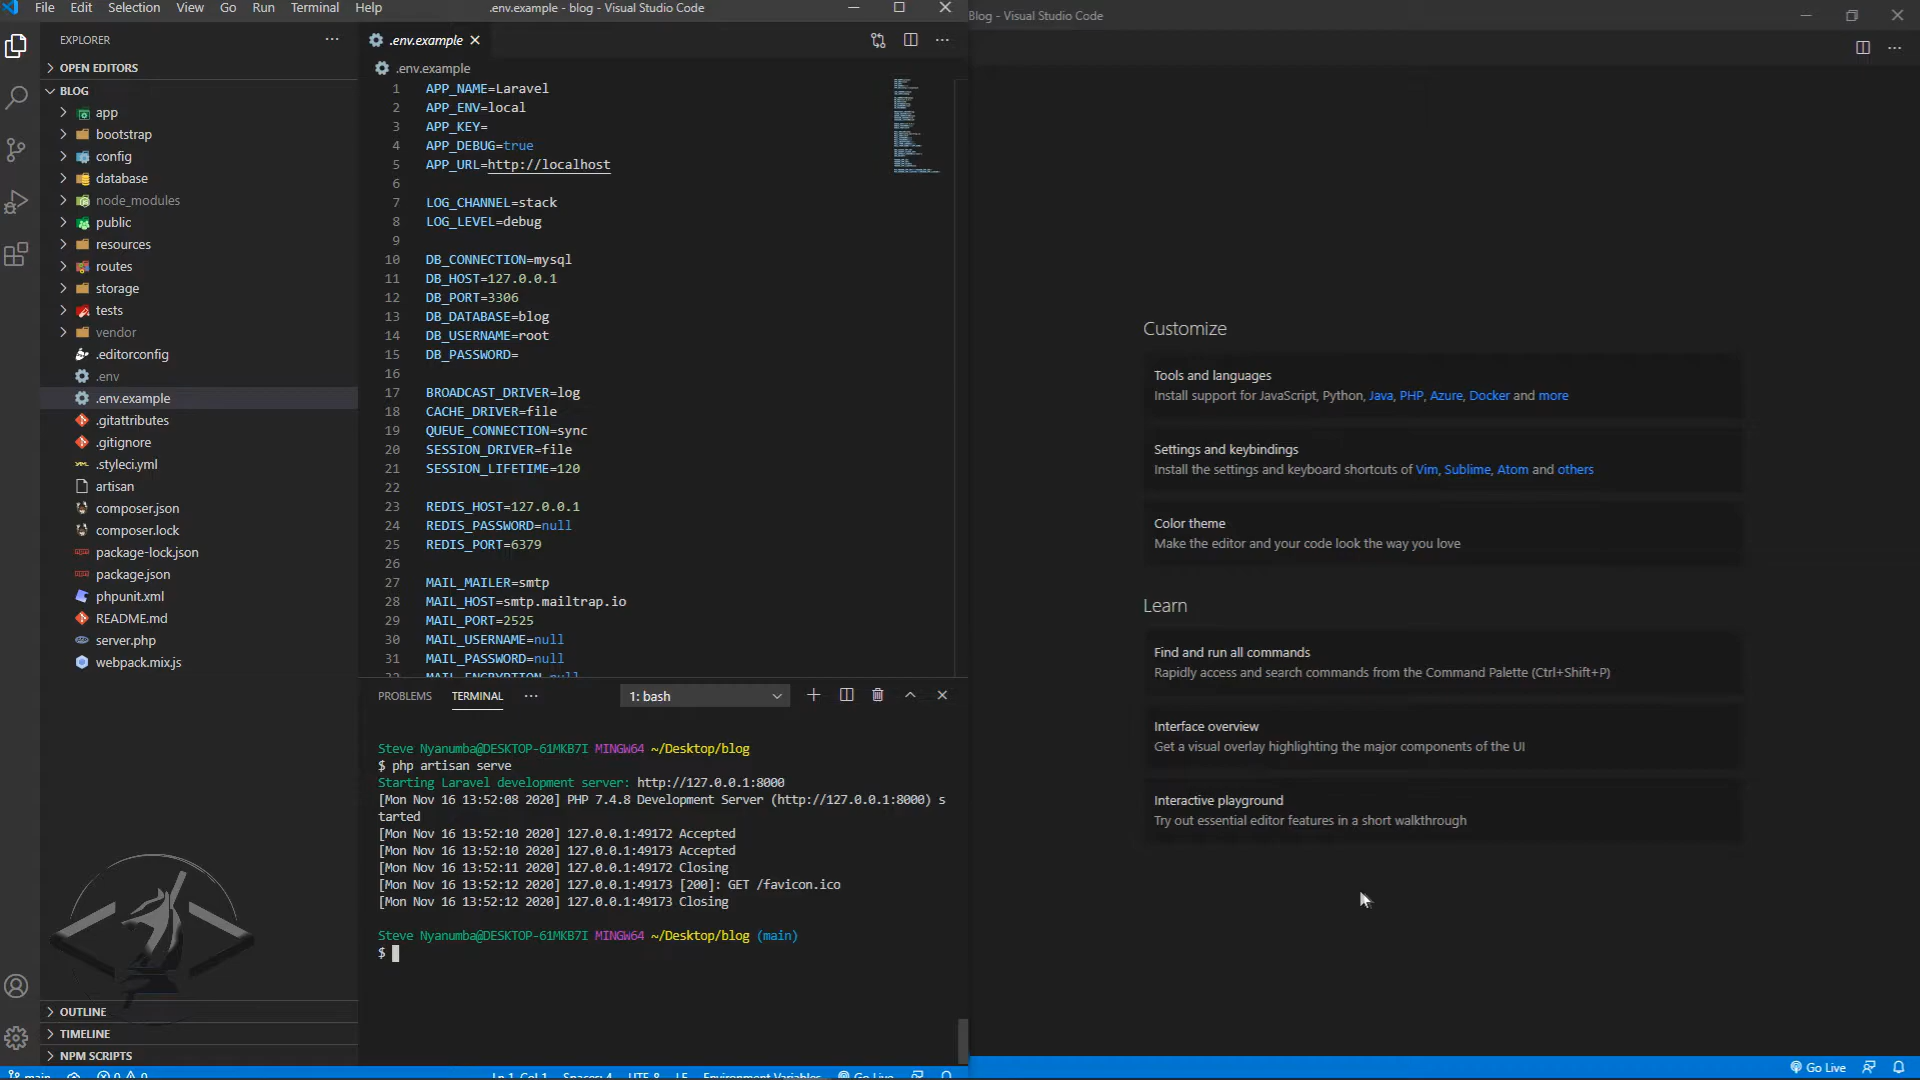 File Edit Selection View Go Run Terminal Help
.env.example - blog - Visual Studio Code
EXPLORER
OPEN EDITORS
BLOG
app
bootstrap
config
database
node_modules
public
resources
routes
storage
tests
vendor
.editorconfig
.env
.env.example
.gitattributes
.gitignore
.styleci.yml
artisan
composer.json
composer.lock
package-lock.json
package.json
phpunit.xml
README.md
server.php
webpack.mix.js
OUTLINE
TIMELINE
NPM SCRIPTS
main 0 0
.env.example
.env.example
1 APP_NAME=Laravel
2 APP_ENV=local
3 APP_KEY=
4 APP_DEBUG=true
5 APP_URL=http://localhost
6
7 LOG_CHANNEL=stack
8 LOG_LEVEL=debug
9
10 DB_CONNECTION=mysql
11 DB_HOST=127.0.0.1
12 DB_PORT=3306
13 DB_DATABASE=blog
14 DB_USERNAME=root
15 DB_PASSWORD=
16
17 BROADCAST_DRIVER=log
18 CACHE_DRIVER=file
19 QUEUE_CONNECTION=sync
20 SESSION_DRIVER=file
21 SESSION_LIFETIME=120
22
23 REDIS_HOST=127.0.0.1
24 REDIS_PASSWORD=null
25 REDIS_PORT=6379
26
27 MAIL_MAILER=smtp
28 MAIL_HOST=smtp.mailtrap.io
29 MAIL_PORT=2525
30 MAIL_USERNAME=null
31 MAIL_PASSWORD=null
MAIL_ENCRYPTION=null
PROBLEMS TERMINAL 1: bash
Steve Nyanumba@DESKTOP-61MKB7I MINGW64 ~/Desktop/blog
$ php artisan serve
Starting Laravel development server: http://127.0.0.1:8000
[Mon Nov 16 13:52:08 2020] PHP 7.4.8 Development Server (http://127.0.0.1:8000) s
tarted
[Mon Nov 16 13:52:10 2020] 127.0.0.1:49172 Accepted
[Mon Nov 16 13:52:10 2020] 127.0.0.1:49173 Accepted
[Mon Nov 16 13:52:11 2020] 127.0.0.1:49172 Closing
[Mon Nov 16 13:52:12 2020] 127.0.0.1:49173 [200]: GET /favicon.ico
[Mon Nov 16 13:52:12 2020] 127.0.0.1:49173 Closing
Steve Nyanumba@DESKTOP-61MKB7I MINGW64 ~/Desktop/blog (main)
$
Ln 1, Col 1 Spaces: 4 UTF-8 LF Environment Variables Go Live
Blog - Visual Studio Code
Customize
Tools and languages
Install support for JavaScript, Python, Java, PHP, Azure, Docker and more
Settings and keybindings
Install the settings and keyboard shortcuts of Vim, Sublime, Atom and others
Color theme
Make the editor and your code look the way you love
Learn
Find and run all commands
Rapidly access and search commands from the Command Palette (Ctrl+Shift+P)
Interface overview
Get a visual overlay highlighting the major components of the UI
Interactive playground
Try out essential editor features in a short walkthrough
Go Live